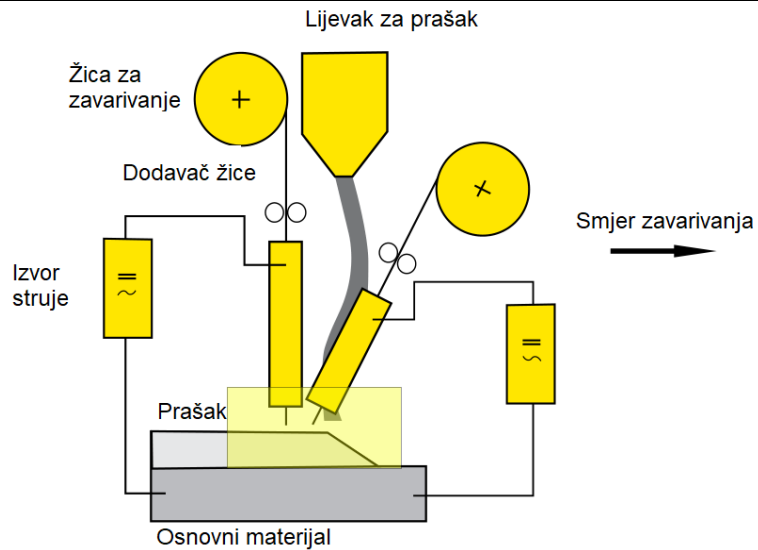 Lijevak za prašak
Žica za
zavarivanje
Dodavač žice
Smjer zavarivanja
Izvor
struje
Prašak
Osnovni materijal